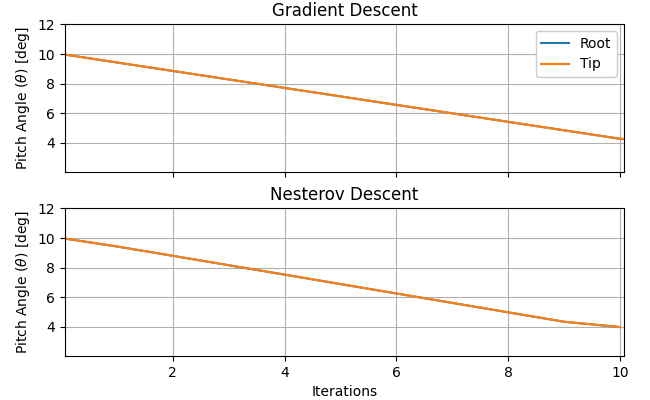 Gradient Descent
12
10
8
6
4
Pitch Angle (θ) [deg]
Root
Tip
Nesterov Descent
12
10
8
6
4
Pitch Angle (θ) [deg]
2 4 6 8 10
Iterations